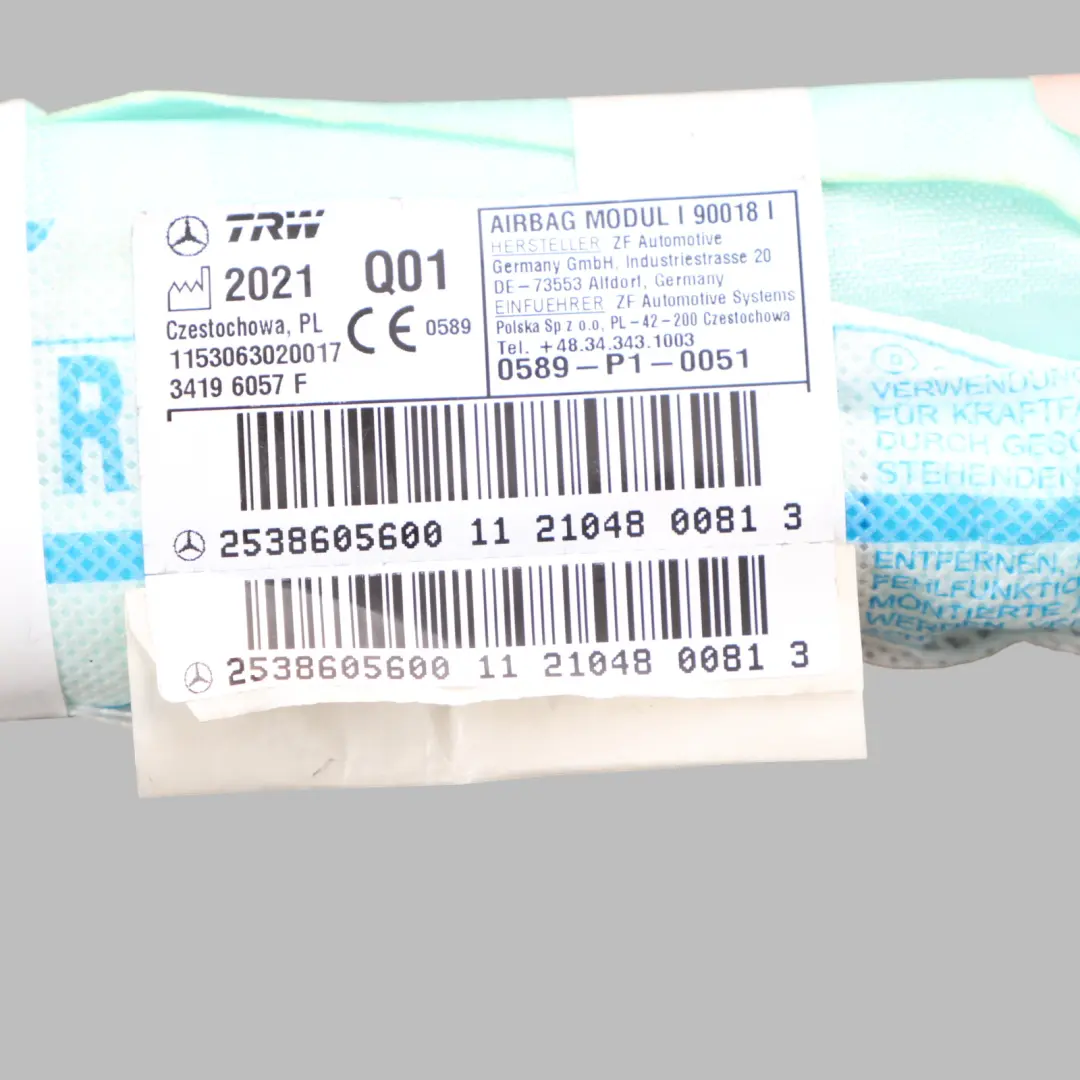 TRW
2021 Q01
Czestochowa, PL
CE 0589
1153063020017
3419 6057 F
AIRBAG MODUL I 90018 I
HERSTELLER ZF Automotive
Germany GmbH, Industriestrasse 20
DE-73553 Alfdorf, Germany
EINFUEHRER ZF Automotive Systems
Polska Sp z o.o, PL-42-200 Czestochowa
Tel. +48.34.343.1003
0589-P1-0051
2538605600 11 21048 0081 3
2538605600 11 21048 0081 3
R
D
VERWENDUNG
FÜR KRAFTFA
DURCH GESC
STEHENDEN
ENTFERNEN,
FEHLFUNKTIO
MONTIERTE
WERDEN.